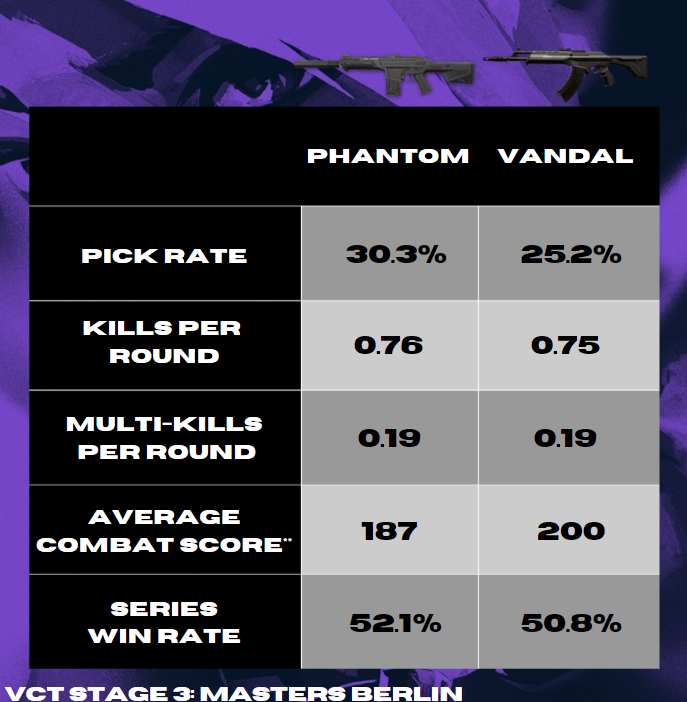 PHANTOM VANDAL
PICK RATE 30.3% 25.2%
KILLS PER
ROUND 0.76 0.75
MULTI-KILLS
PER ROUND 0.19 0.19
AVERAGE
COMBAT SCORE** 187 200
SERIES
WIN RATE 52.1% 50.8%
VCT STAGE 3: MASTERS BERLIN